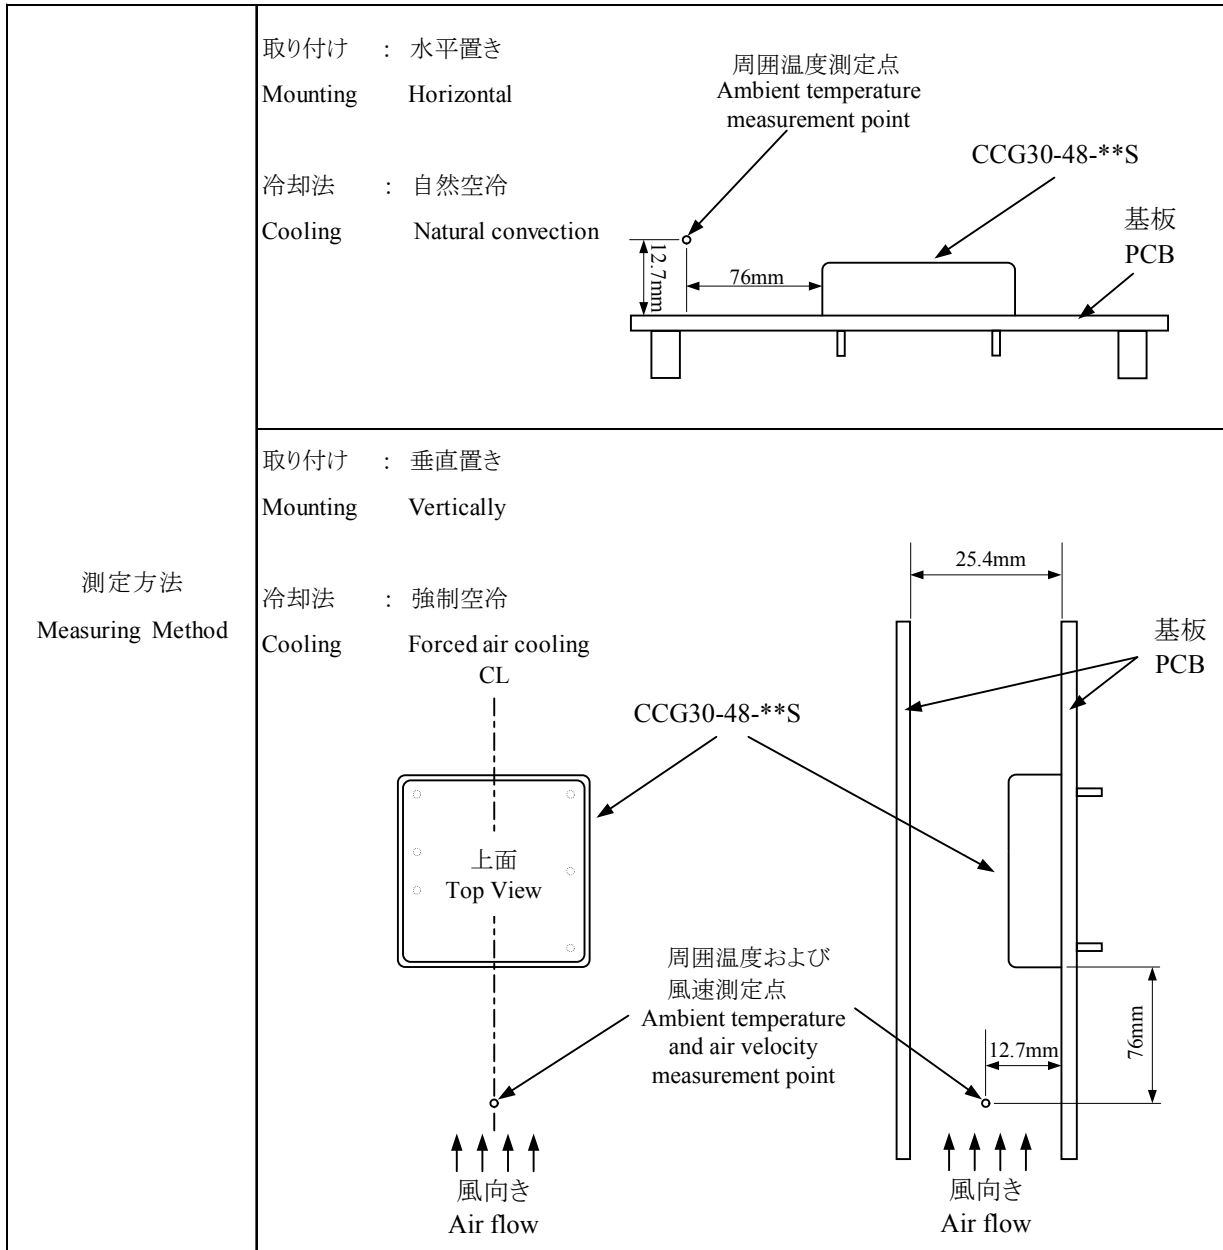 測定方法
Measuring Method
取り付け : 水平置き
Mounting Horizontal
冷却法 : 自然空冷
Cooling Natural convection
周囲温度測定点
Ambient temperature
measurement point
CCG30-48-**S
基板
PCB
12.7mm
76mm
取り付け : 垂直置き
Mounting Vertically
冷却法 : 強制空冷
Cooling Forced air cooling
CL
CCG30-48-**S
25.4mm
基板
PCB
上面
Top View
周囲温度および
風速測定点
Ambient temperature
and air velocity
measurement point
12.7mm
76mm
風向き
Air flow
風向き
Air flow